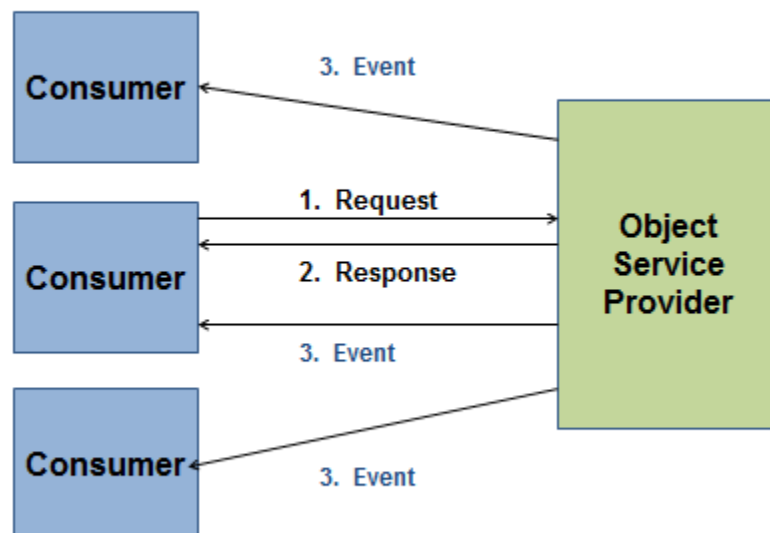 3. Event
Consumer
1. Request
Object
Service
Provider
Consumer
2. Response
3. Event
Consumer
3. Event